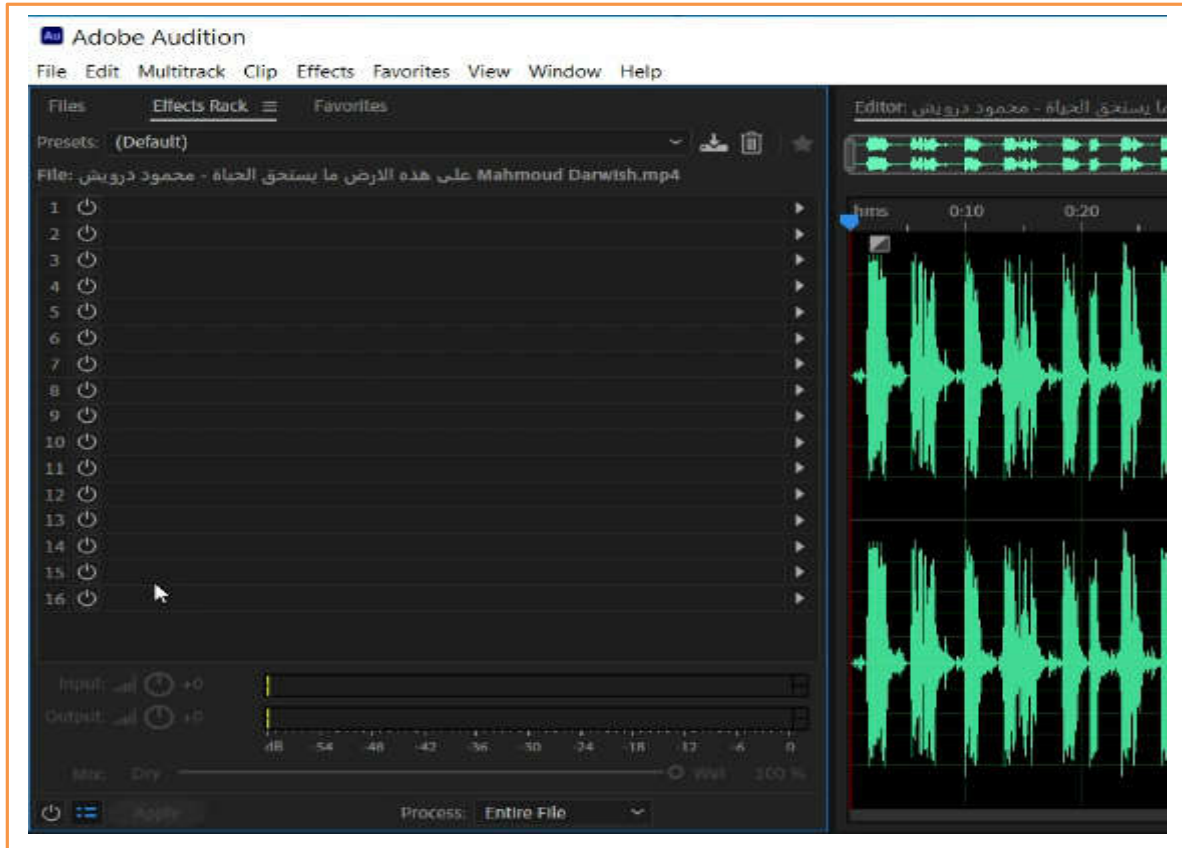 Au Adobe Audition
File Edit Multitrack Clip Effects Favorites View Window Help
Files Effects Rack Favorites
Presets: (Default)
File: على هذه الارض ما يستحق الحياة - محمود درويش Mahmoud Darwish.mp4
1
2
3
4
5
6
7
8
9
10
11
12
13
14
15
16
Input: +0
Output: +0
dB -54 -48 -42 -36 -30 -24 -18 -12 -6 0
Mix: Dry Wet 100 %
Apply Process: Entire File
Editor: ما يستحق الحياة - محمود درويش
hms 0:10 0:20